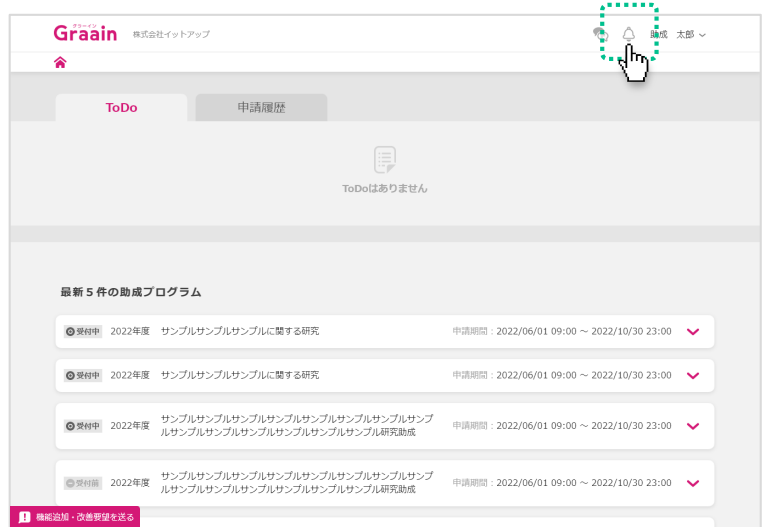 グラーイン
Graain 株式会社イットアップ 助成 太郎
ToDo 申請履歴
ToDoはありません
最新５件の助成プログラム
受付中 2022年度 サンプルサンプルサンプルに関する研究 申請期間：2022/06/01 09:00 ～ 2022/10/30 23:00
受付中 2022年度 サンプルサンプルサンプルに関する研究 申請期間：2022/06/01 09:00 ～ 2022/10/30 23:00
受付中 2022年度 サンプルサンプルサンプルサンプルサンプルサンプルサンプルサンプ
ルサンプルサンプルサンプルサンプルサンプルサンプル研究助成 申請期間：2022/06/01 09:00 ～ 2022/10/30 23:00
受付前 2022年度 サンプルサンプルサンプルサンプルサンプルサンプルサンプルサンプ
ルサンプルサンプルサンプルサンプルサンプルサンプル研究助成 申請期間：2022/06/01 09:00 ～ 2022/10/30 23:00
機能追加・改善要望を送る